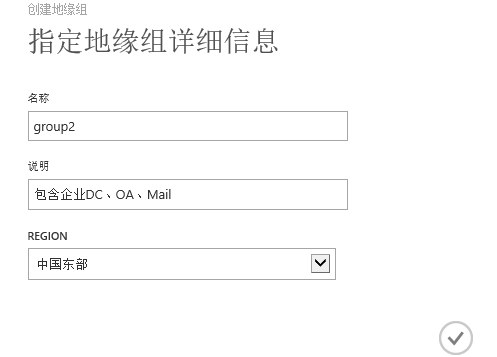 创建地缘组
指定地缘组详细信息
名称
group2
说明
包含企业DC、OA、Mail
REGION
中国东部